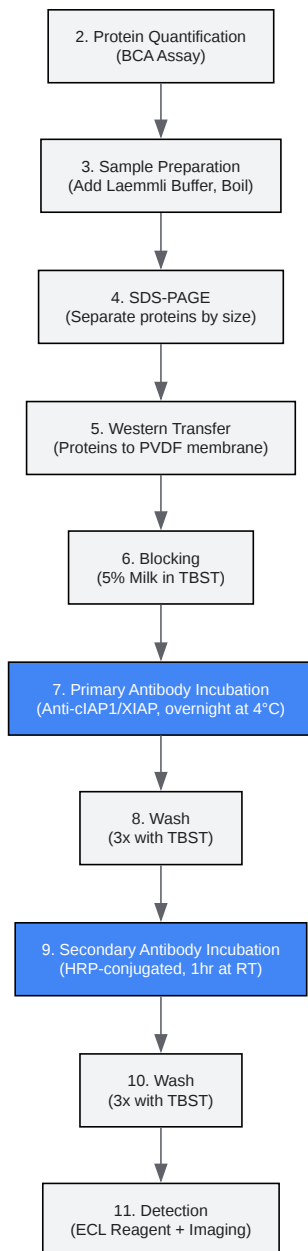 2. Protein Quantification
(BCA Assay)
3. Sample Preparation
(Add Laemmli Buffer, Boil)
4. SDS-PAGE
(Separate proteins by size)
5. Western Transfer
(Proteins to PVDF membrane)
6. Blocking
(5% Milk in TBST)
7. Primary Antibody Incubation
(Anti-cIAP1/XIAP, overnight at 4°C)
8. Wash
(3x with TBST)
9. Secondary Antibody Incubation
(HRP-conjugated, 1hr at RT)
10. Wash
(3x with TBST)
11. Detection
(ECL Reagent + Imaging)